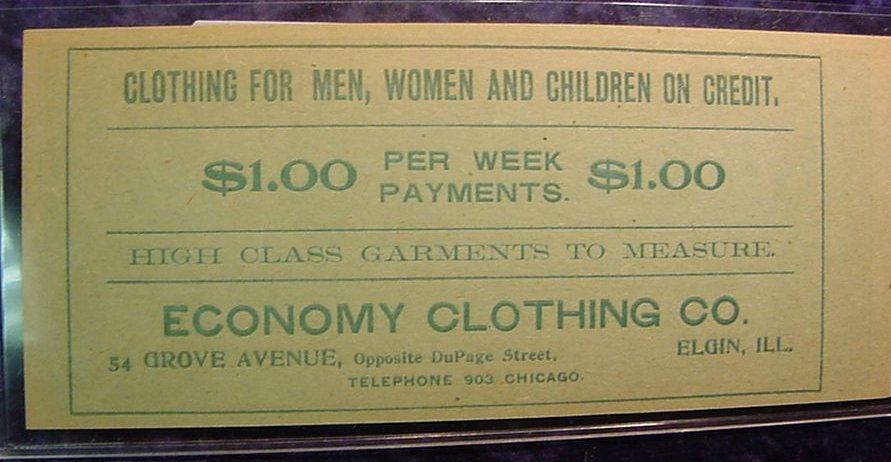 CLOTHING FOR MEN, WOMEN AND CHILDREN ON CREDIT.
$1.00 PER WEEK PAYMENTS. $1.00
HIGH CLASS GARMENTS TO MEASURE.
ECONOMY CLOTHING CO.
54 GROVE AVENUE, Opposite DuPage Street, ELGIN, ILL.
TELEPHONE 903 CHICAGO.